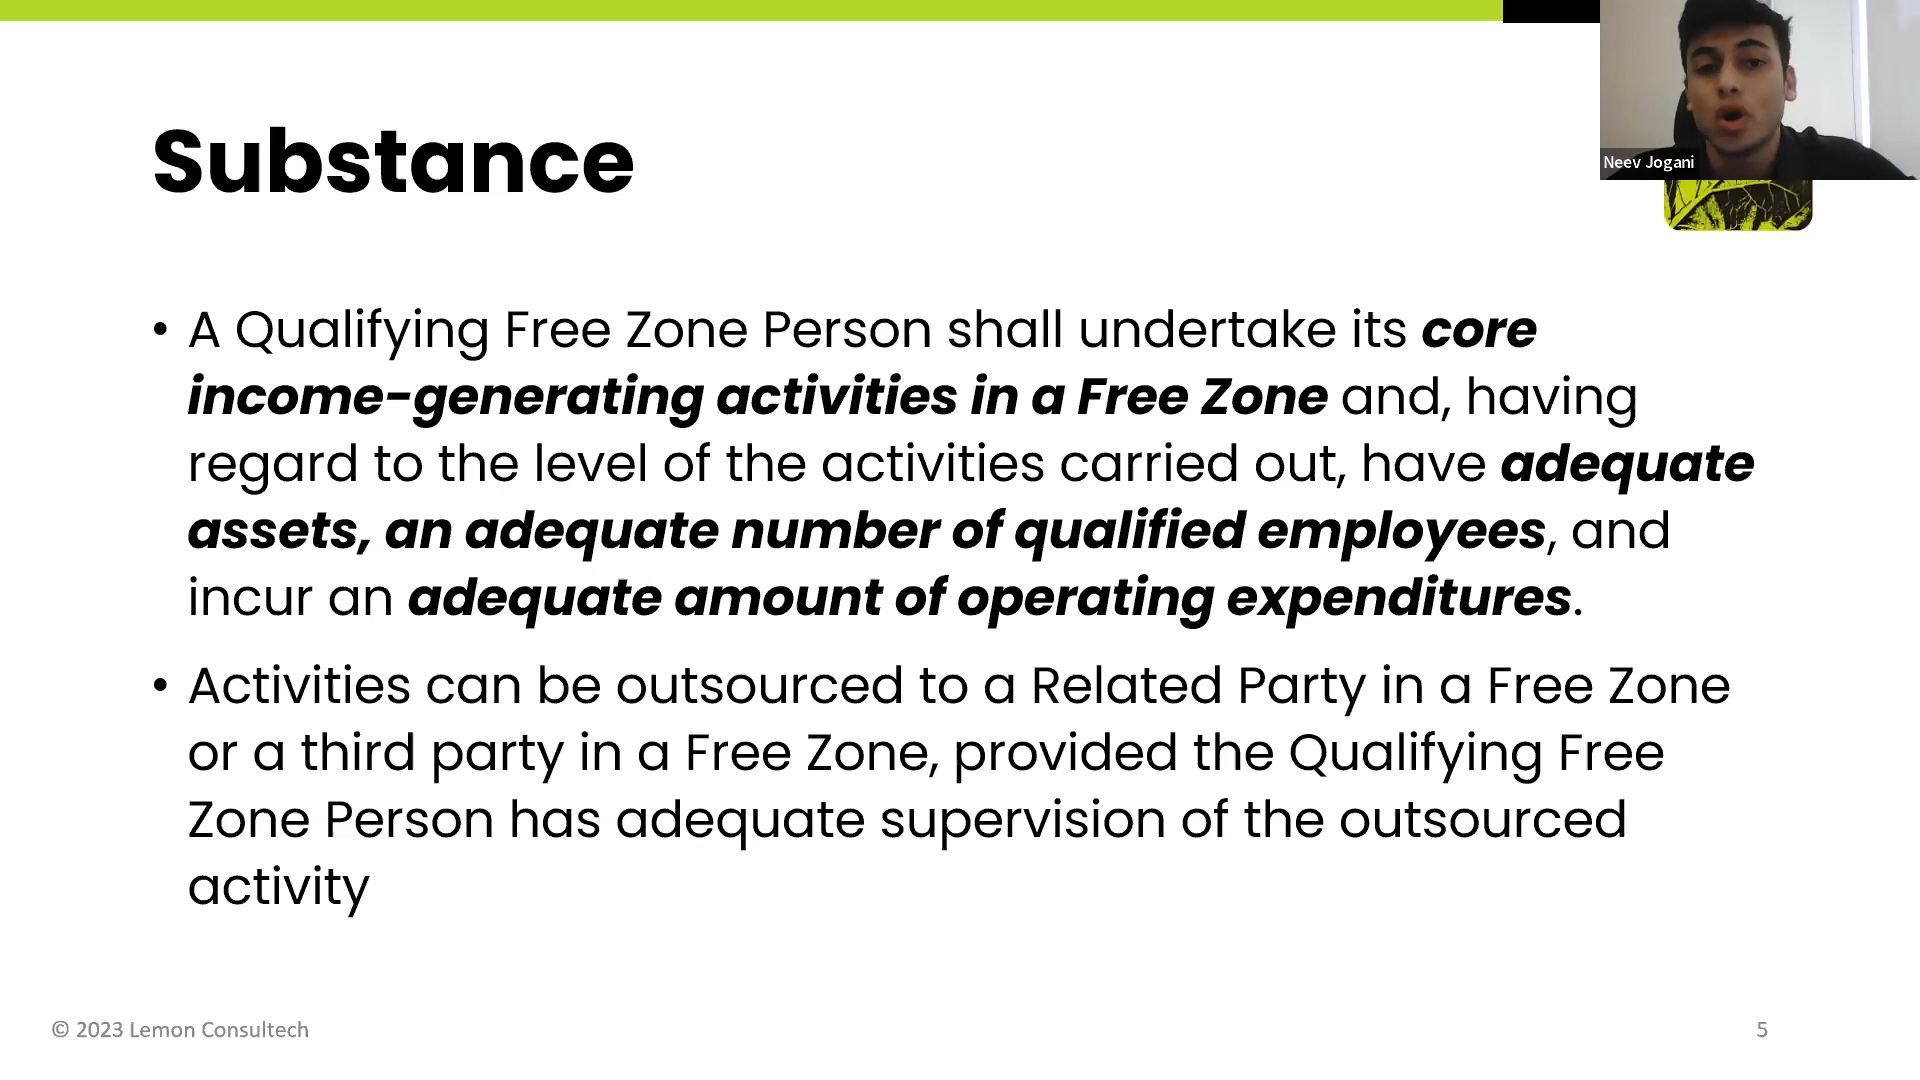 Neev Jogani
Substance
• A Qualifying Free Zone Person shall undertake its core
income-generating activities in a Free Zone and, having
regard to the level of the activities carried out, have adequate
assets, an adequate number of qualified employees, and
incur an adequate amount of operating expenditures.
• Activities can be outsourced to a Related Party in a Free Zone
or a third party in a Free Zone, provided the Qualifying Free
Zone Person has adequate supervision of the outsourced
activity
© 2023 Lemon Consultech
5